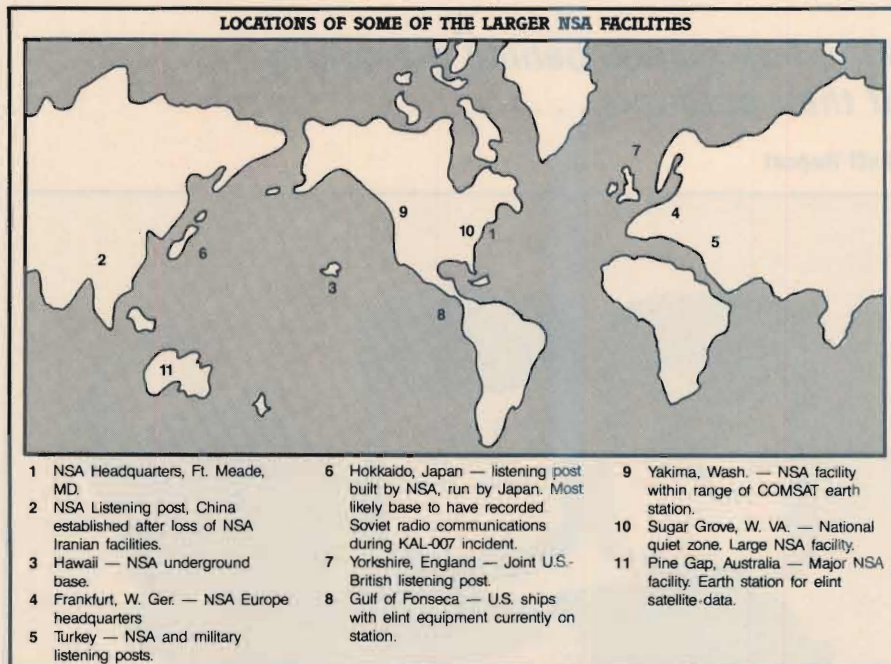 LOCATIONS OF SOME OF THE LARGER NSA FACILITIES
7
9
4
10
1
5
2
6
3
8
11
1 NSA Headquarters, Ft. Meade,
MD.
2 NSA Listening post, China
established after loss of NSA
Iranian facilities.
3 Hawaii — NSA underground
base.
4 Frankfurt, W. Ger. — NSA Europe
headquarters
5 Turkey — NSA and military
listening posts.
6 Hokkaido, Japan — listening post
built by NSA, run by Japan. Most
likely base to have recorded
Soviet radio communications
during KAL-007 incident.
7 Yorkshire, England — Joint U.S.-
British listening post.
8 Gulf of Fonseca — U.S. ships
with elint equipment currently on
station.
9 Yakima, Wash. — NSA facility
within range of COMSAT earth
station.
10 Sugar Grove, W. VA. — National
quiet zone. Large NSA facility.
11 Pine Gap, Australia — Major NSA
facility. Earth station for elint
satellite data.